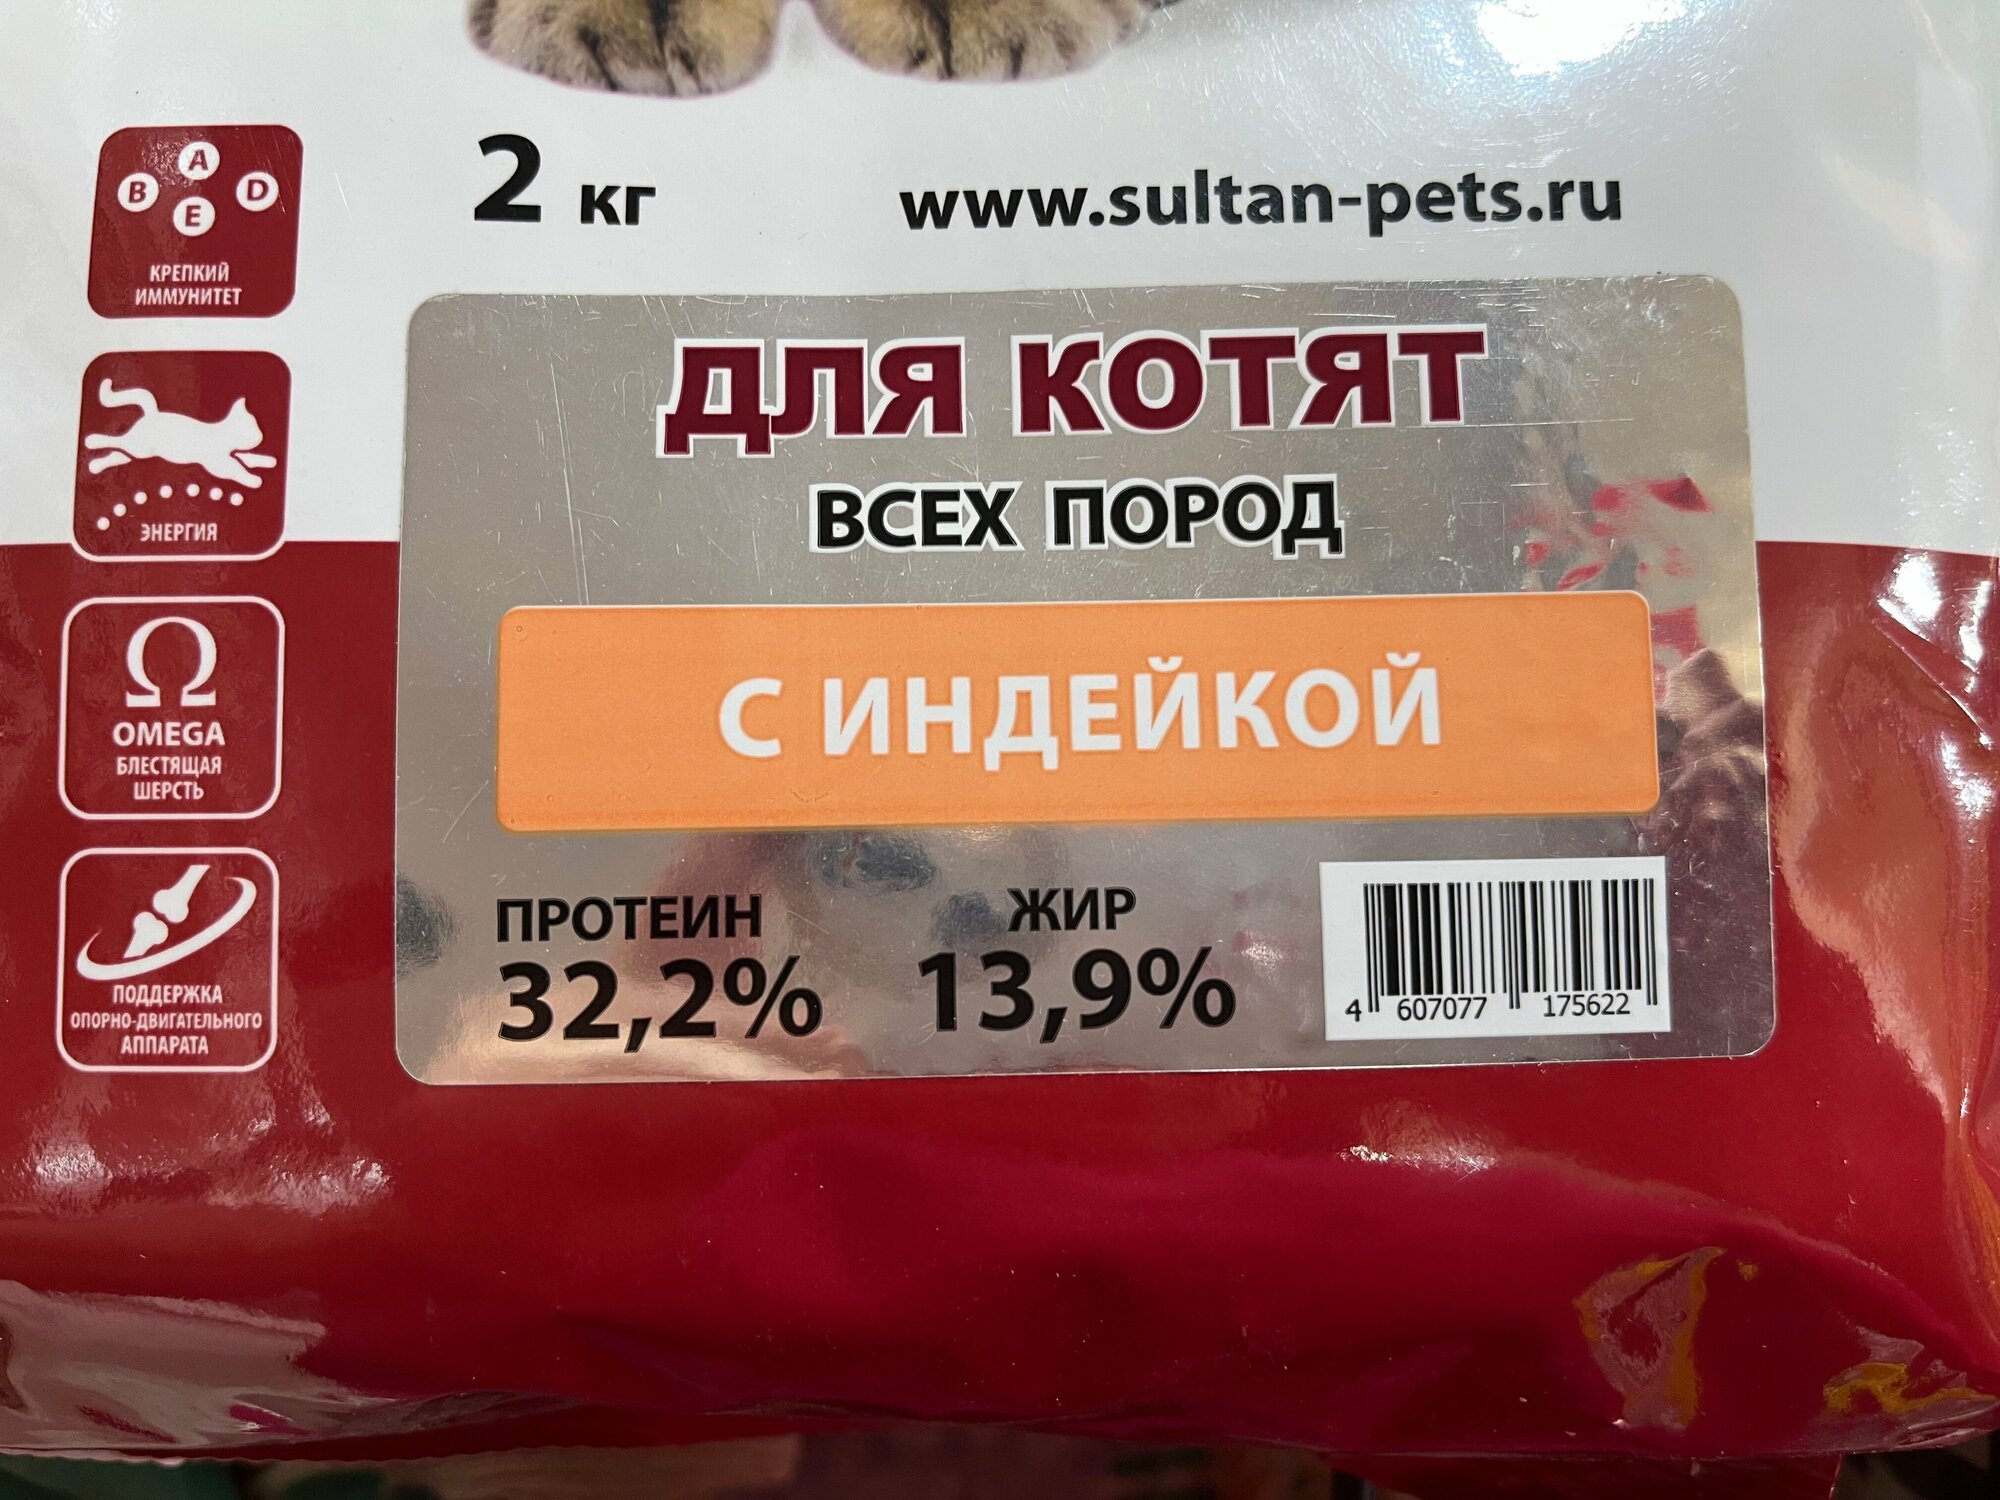 2 кг
www.sultan-pets.ru
A
B D
E
КРЕПКИЙ
ИММУНИТЕТ
ЭНЕРГИЯ
Ω
OMEGA
БЛЕСТЯЩАЯ
ШЕРСТЬ
ПОДДЕРЖКА
ОПОРНО-ДВИГАТЕЛЬНОГО
АППАРАТА
ДЛЯ КОТЯТ
ВСЕХ ПОРОД
С ИНДЕЙКОЙ
ПРОТЕИН ЖИР
32,2% 13,9%
4 607077 175622